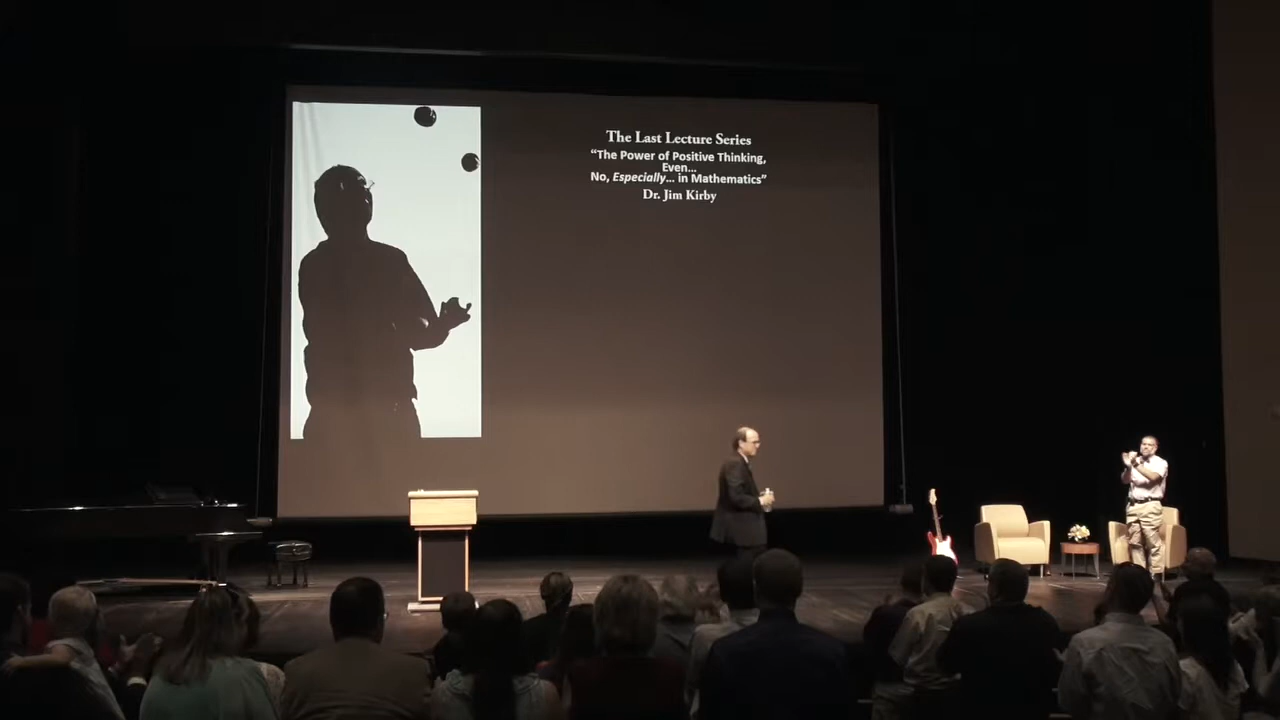 The Last Lecture Series
“The Power of Positive Thinking,
Even...
No, Especially... in Mathematics”
Dr. Jim Kirby